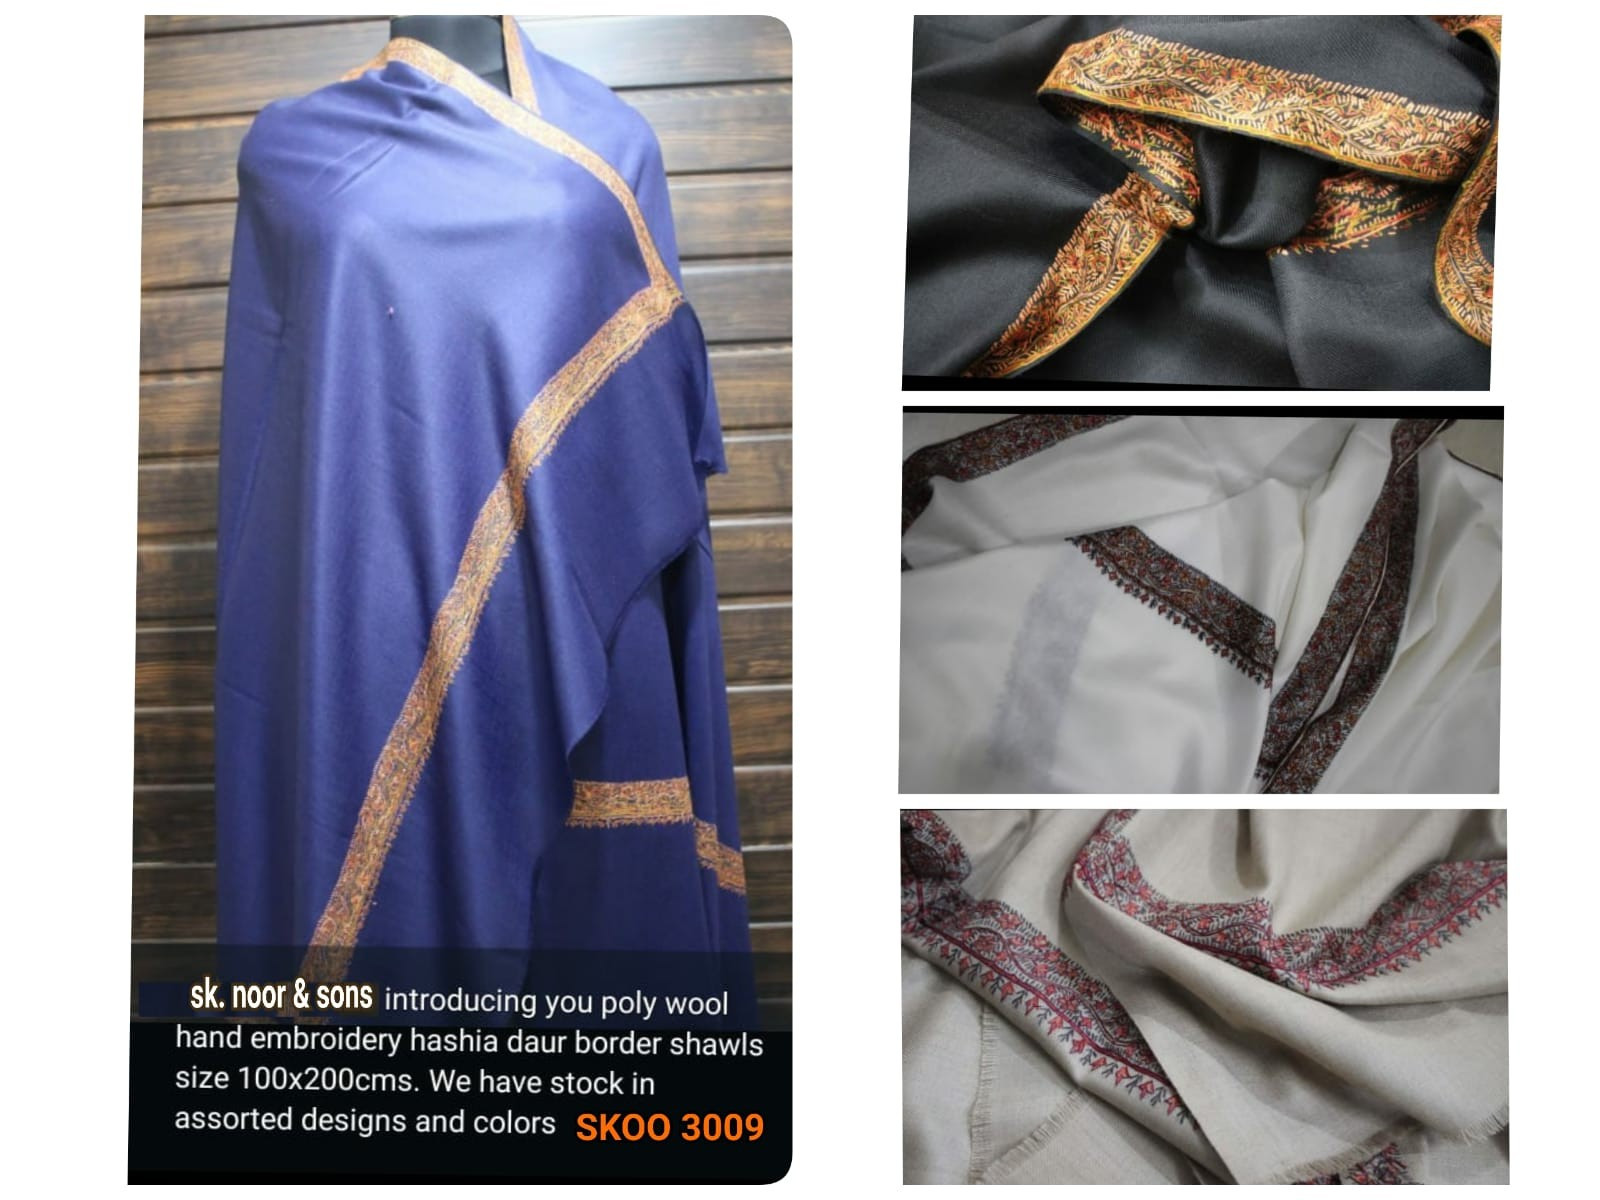 sk. noor & sons introducing you poly wool
hand embroidery hashia daur border shawls
size 100x200cms. We have stock in
assorted designs and colors SKOO 3009